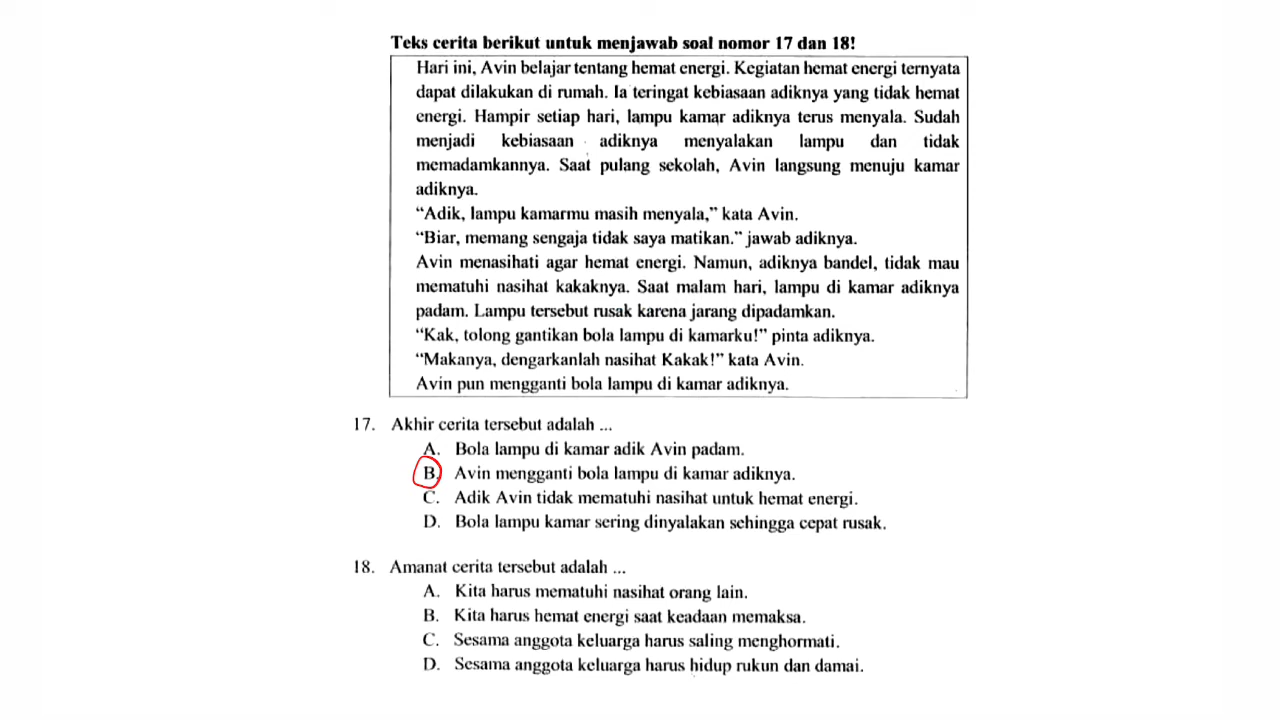 Teks cerita berikut untuk menjawab soal nomor 17 dan 18!
Hari ini, Avin belajar tentang hemat energi. Kegiatan hemat energi ternyata
dapat dilakukan di rumah. Ia teringat kebiasaan adiknya yang tidak hemat
energi. Hampir setiap hari, lampu kamar adiknya terus menyala. Sudah
menjadi kebiasaan adiknya menyalakan lampu dan tidak
memadamkannya. Saat pulang sekolah, Avin langsung menuju kamar
adiknya.
“Adik, lampu kamarmu masih menyala,” kata Avin.
“Biar, memang sengaja tidak saya matikan.” jawab adiknya.
Avin menasihati agar hemat energi. Namun, adiknya bandel, tidak mau
mematuhi nasihat kakaknya. Saat malam hari, lampu di kamar adiknya
padam. Lampu tersebut rusak karena jarang dipadamkan.
“Kak, tolong gantikan bola lampu di kamarku!” pinta adiknya.
“Makanya, dengarkanlah nasihat Kakak!” kata Avin.
Avin pun mengganti bola lampu di kamar adiknya.
17. Akhir cerita tersebut adalah ...
A. Bola lampu di kamar adik Avin padam.
B. Avin mengganti bola lampu di kamar adiknya.
C. Adik Avin tidak mematuhi nasihat untuk hemat energi.
D. Bola lampu kamar sering dinyalakan sehingga cepat rusak.
18. Amanat cerita tersebut adalah ...
A. Kita harus mematuhi nasihat orang lain.
B. Kita harus hemat energi saat keadaan memaksa.
C. Sesama anggota keluarga harus saling menghormati.
D. Sesama anggota keluarga harus hidup rukun dan damai.